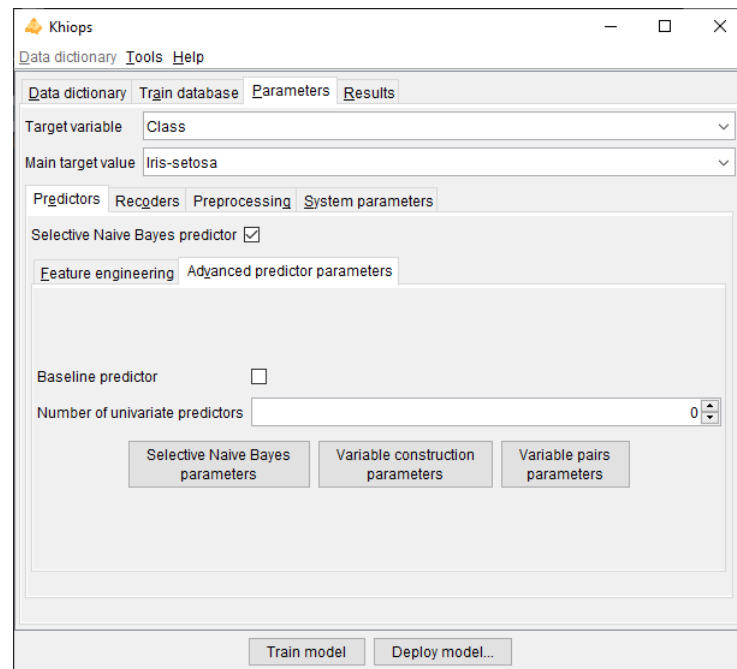 Khiops
Data dictionary Tools Help
Data dictionary Train database Parameters Results
Target variable Class
Main target value Iris-setosa
Predictors Recoders Preprocessing System parameters
Selective Naive Bayes predictor
Feature engineering Advanced predictor parameters
Baseline predictor
Number of univariate predictors 0
Selective Naive Bayes parameters Variable construction parameters Variable pairs parameters
Train model Deploy model...